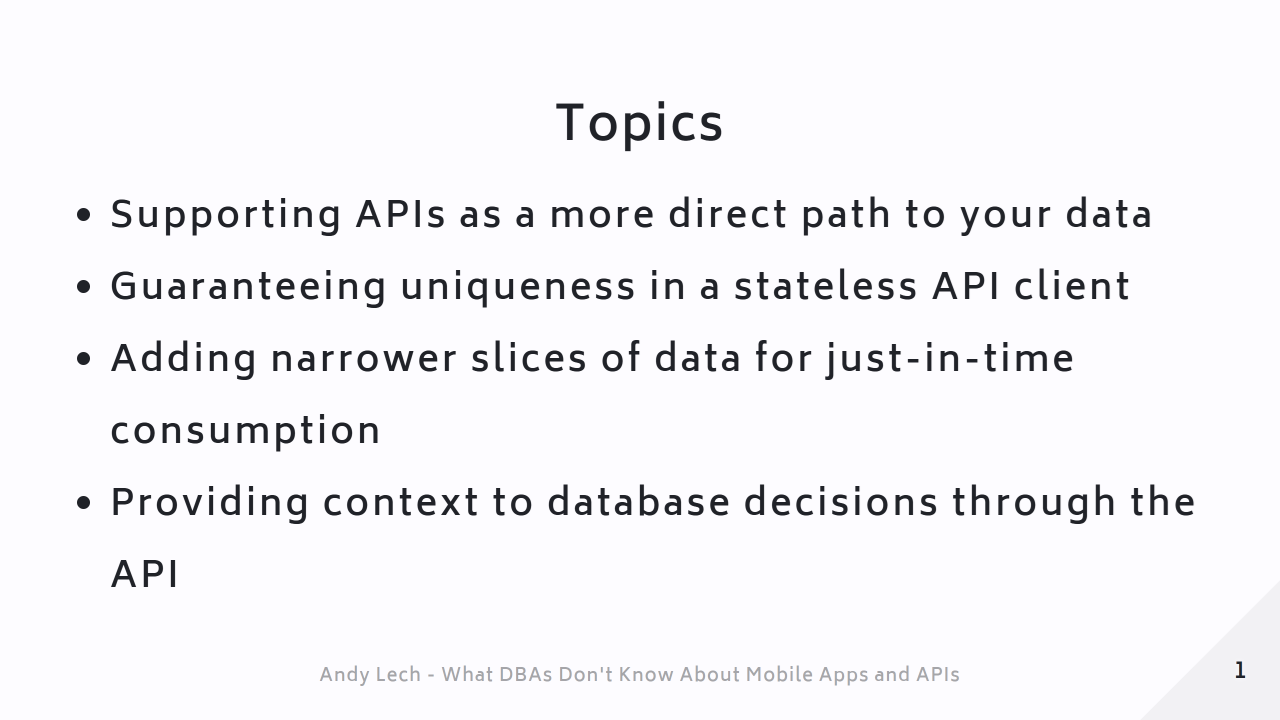 Topics
• Supporting APIs as a more direct path to your data
• Guaranteeing uniqueness in a stateless API client
• Adding narrower slices of data for just-in-time
consumption
• Providing context to database decisions through the
API
Andy Lech - What DBAs Don't Know About Mobile Apps and APIs
1